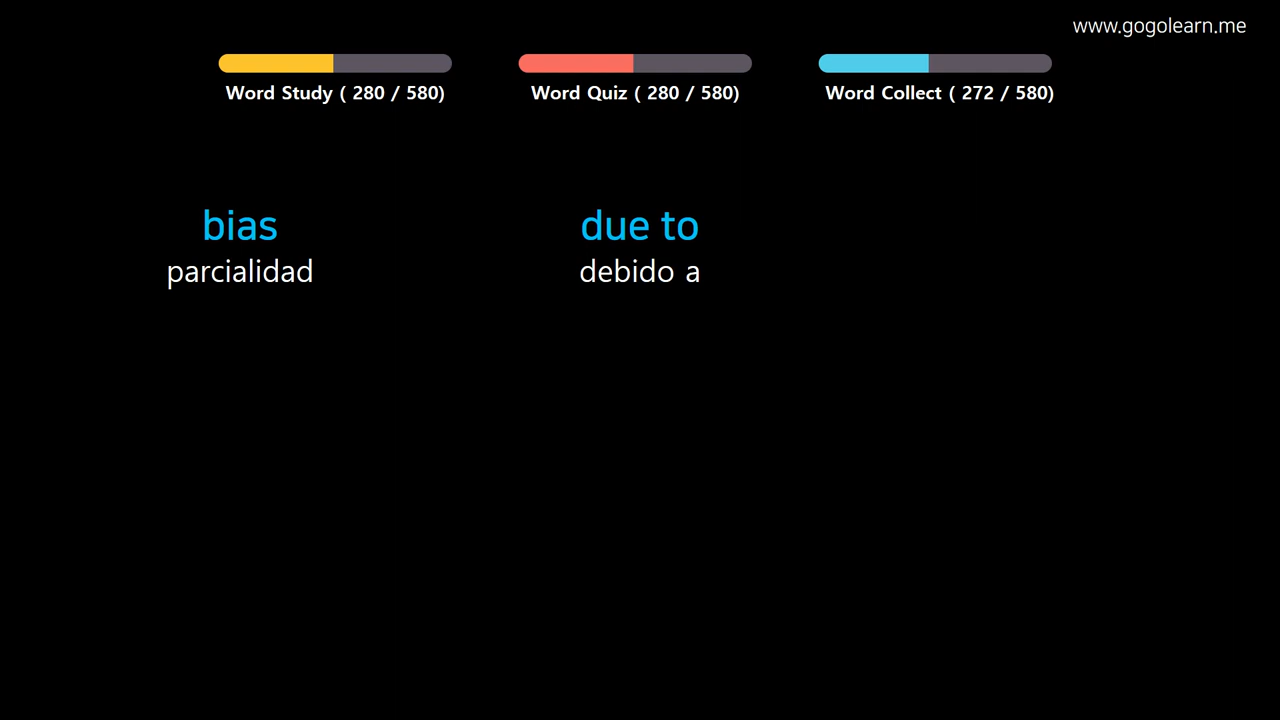 www.gogolearn.me
Word Study ( 280 / 580)
Word Quiz ( 280 / 580)
Word Collect ( 272 / 580)
bias
parcialidad
due to
debido a